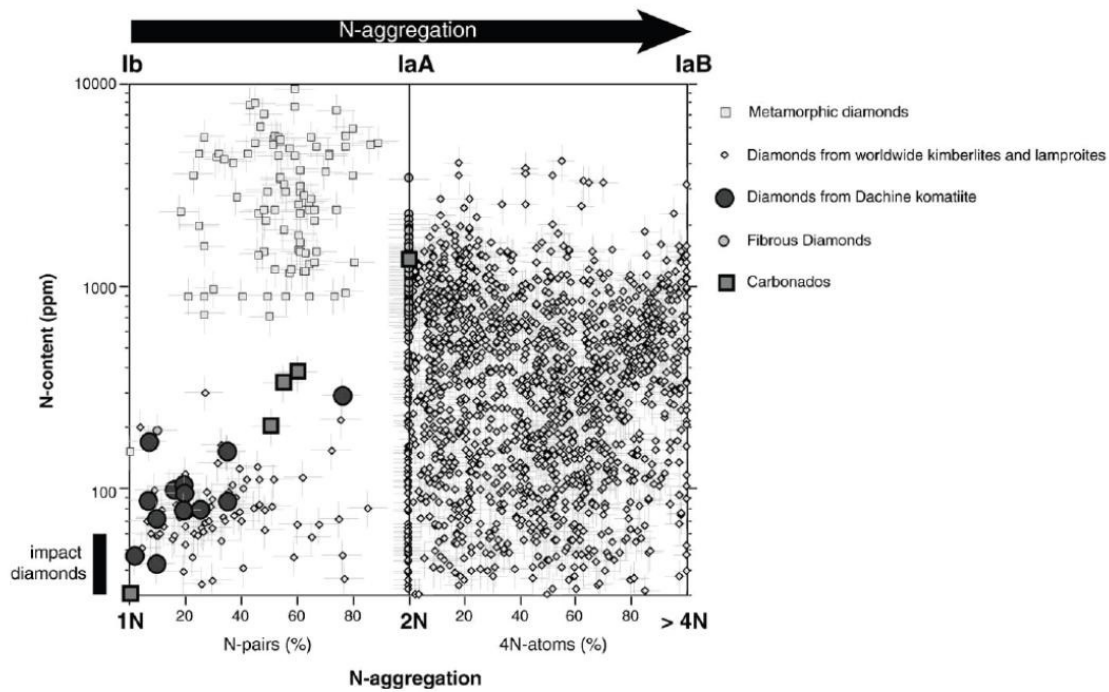 N-aggregation
Ib IaA IaB
10000
1000
100
N-content (ppm)
impact
diamonds
1N 20 40 60 80 2N 20 40 60 80 > 4N
N-pairs (%) 4N-atoms (%)
N-aggregation
Metamorphic diamonds
Diamonds from worldwide kimberlites and lamproites
Diamonds from Dachine komatiite
Fibrous Diamonds
Carbonados